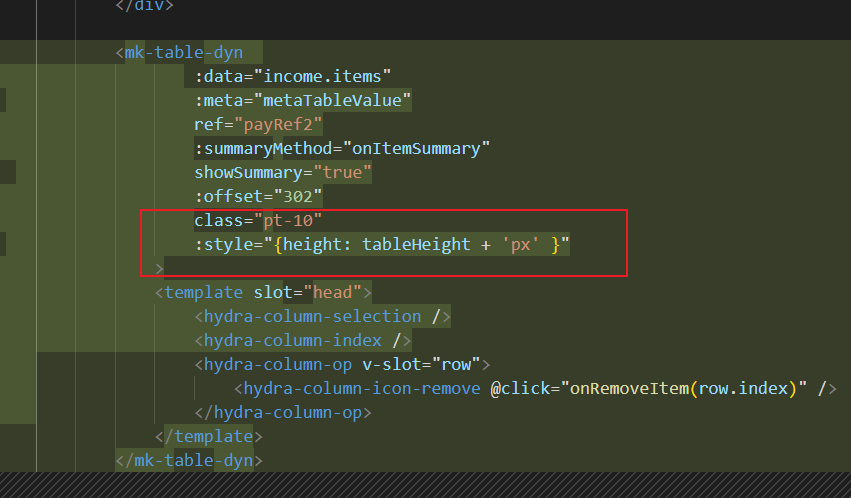 </div>
<mk-table-dyn
:data="income.items"
:meta="metaTableValue"
ref="payRef2"
:summaryMethod="onItemSummary"
showSummary="true"
:offset="302"
class="pt-10"
:style="{height: tableHeight + 'px' }"
>
<template slot="head">
<hydra-column-selection />
<hydra-column-index />
<hydra-column-op v-slot="row">
<hydra-column-icon-remove @click="onRemoveItem(row.index)" />
</hydra-column-op>
</template>
</mk-table-dyn>